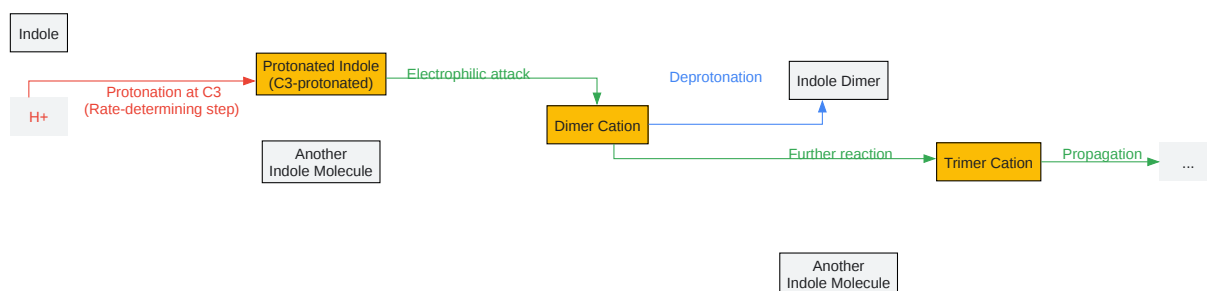 Indole
H+
Protonation at C3
(Rate-determining step)
Protonated Indole
(C3-protonated)
Electrophilic attack
Another
Indole Molecule
Dimer Cation
Deprotonation
Indole Dimer
Further reaction
Trimer Cation
Propagation
...
Another
Indole Molecule